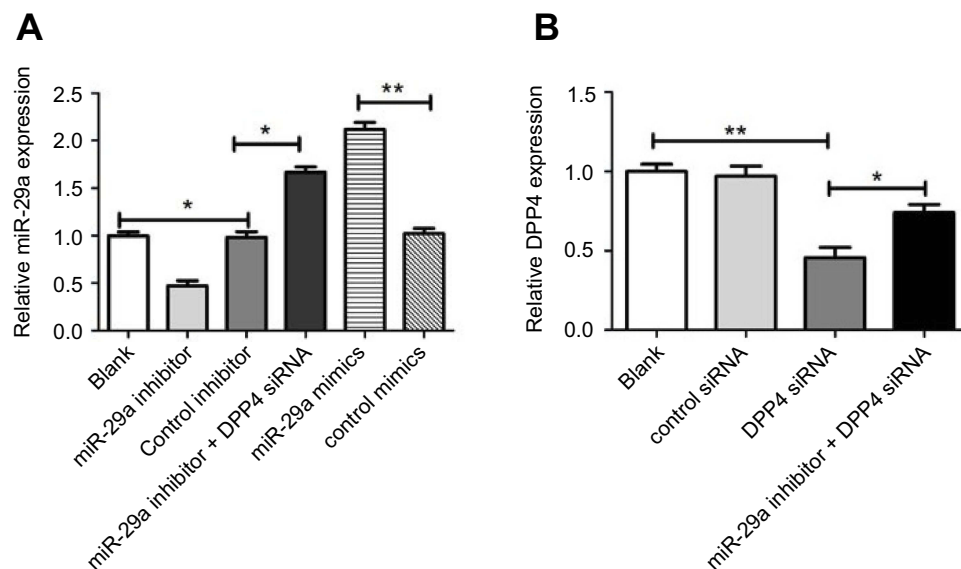 A
Relative miR-29a expression
2.5
2.0
1.5
1.0
0.5
0.0
*
*
**
Blank
miR-29a inhibitor
Control inhibitor
miR-29a inhibitor + DPP4 siRNA
miR-29a mimics
control mimics
B
Relative DPP4 expression
1.5
1.0
0.5
0.0
**
*
Blank
control siRNA
DPP4 siRNA
miR-29a inhibitor + DPP4 siRNA